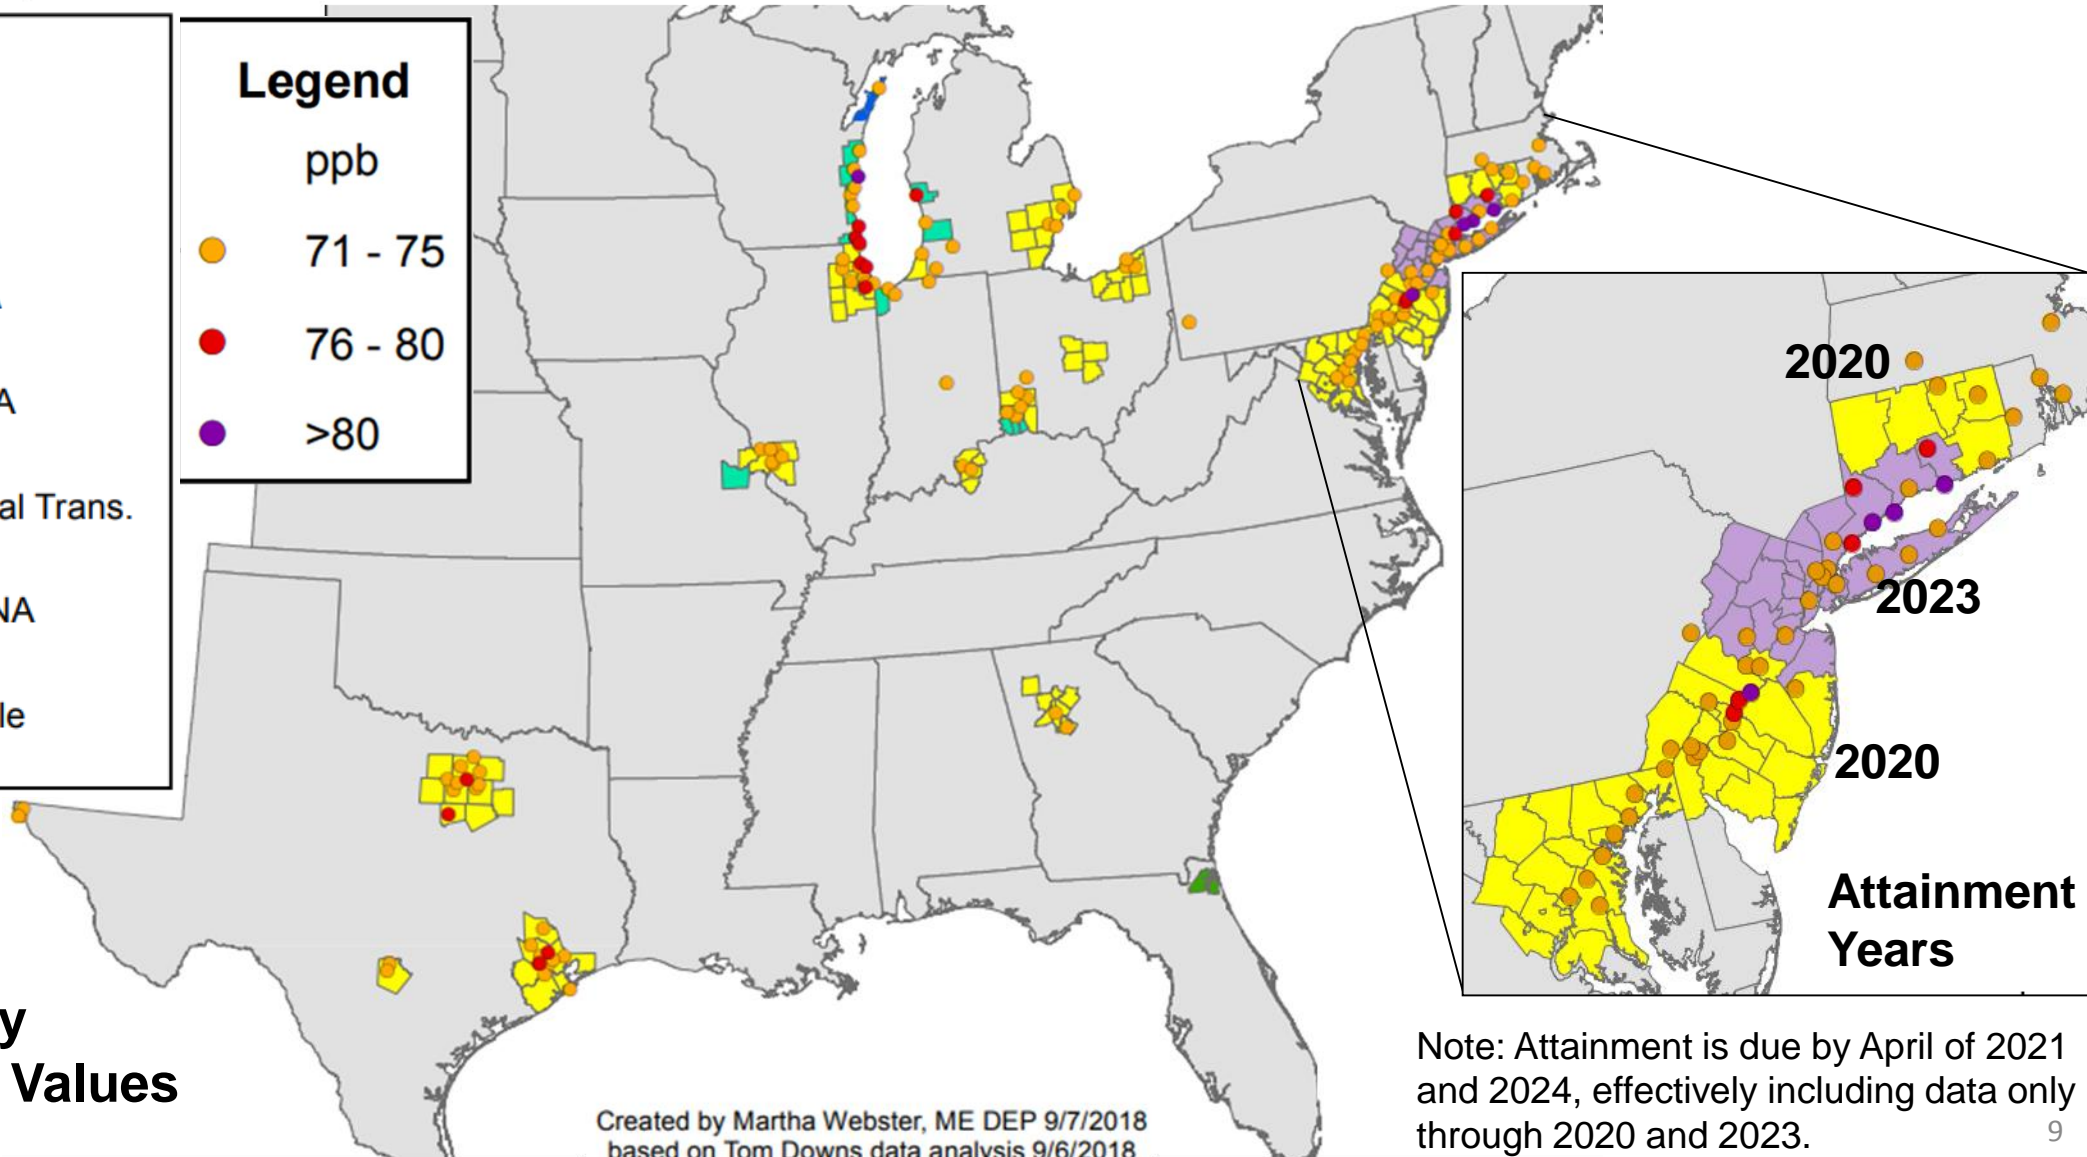 Legend
ppb
71 - 75
76 - 80
>80
A
al Trans.
NA
le
y
Values
2020
2023
2020
Attainment
Years
Created by Martha Webster, ME DEP 9/7/2018
based on Tom Downs data analysis 9/6/2018
Note: Attainment is due by April of 2021
and 2024, effectively including data only
through 2020 and 2023.
9